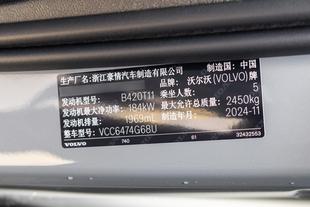 制造国：中国
生产厂名：浙江豪情汽车制造有限公司
沃尔沃(VOLVO)牌
发动机型号 B420T11 乘坐人数 5
发动机最大净功率 184kW 最大允许总质量 2450kg
发动机排量 1969mL 制造年月 2024-11
整车型号 VCC6474G68U
VOLVO 740 61 32432553